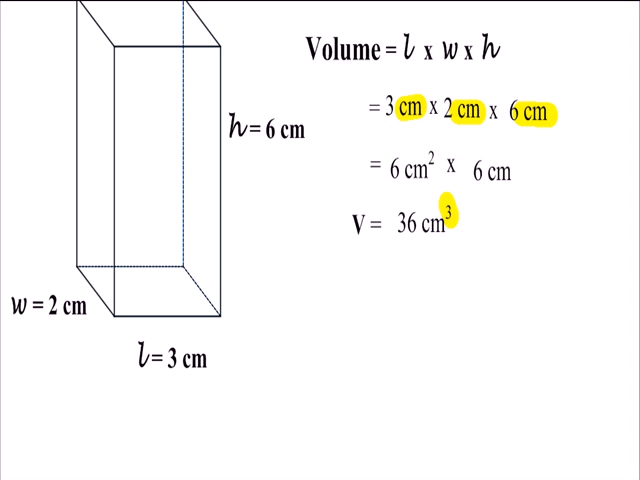 Volume = l x w x h
= 3 cm x 2 cm x 6 cm
h = 6 cm
= 6 cm² x 6 cm
V = 36 cm³
w = 2 cm
l = 3 cm